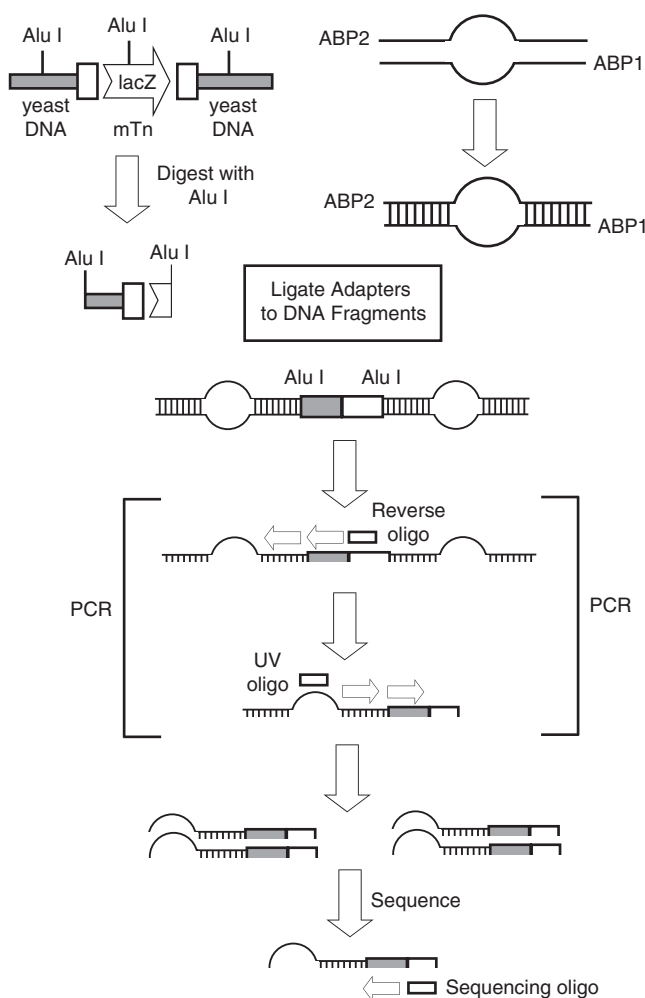 Alu I
Alu I
Alu I
lacZ
yeast
DNA
mTn
yeast
DNA
Digest with
Alu I
Alu I
Alu I
ABP2
ABP1
ABP2
ABP1
Ligate Adapters
to DNA Fragments
Alu I
Alu I
Reverse
oligo
PCR
PCR
UV
oligo
Sequence
Sequencing oligo